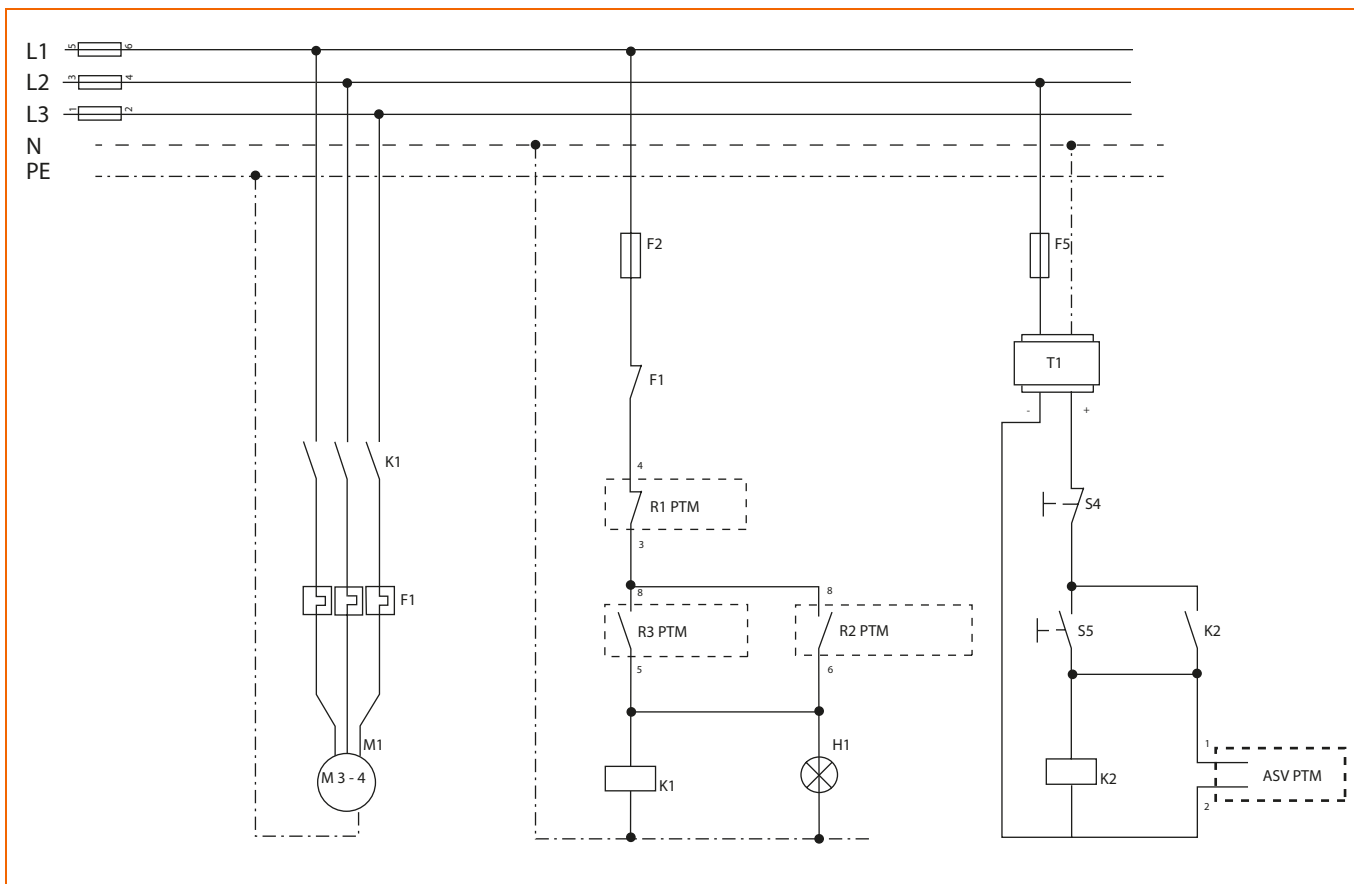 L1 5 6
L2 3 4
L3 1 2
N
PE
F2
F5
T1
F1
- +
4
K1
R1 PTM
S4
3
8
8
F1
R3 PTM
R2 PTM
S5
K2
5
6
M1
H1
1
M 3 - 4
K1
K2
ASV PTM
2